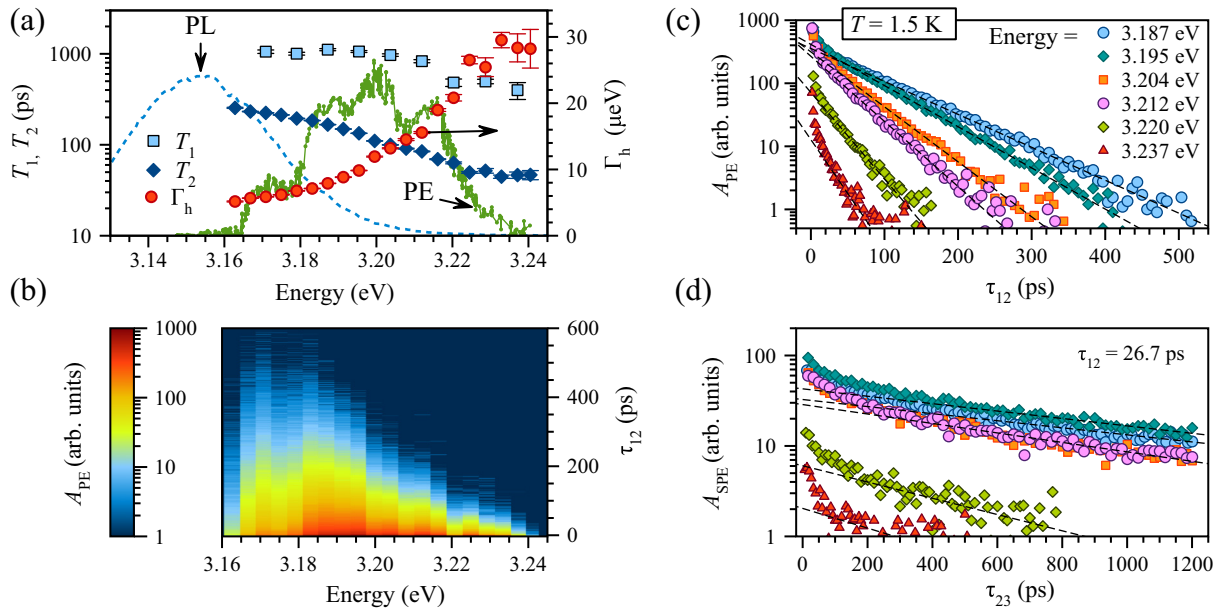 (a)
PL
PE
T₁
T₂
Γₕ
T₁, T₂ (ps)
1000
100
10
Γₕ (μeV)
30
20
10
0
3.14 3.16 3.18 3.20 3.22 3.24
Energy (eV)
(b)
A_PE (arb. units)
1000
100
10
1
600
400
200
0
τ₁₂ (ps)
3.16 3.18 3.20 3.22 3.24
Energy (eV)
(c)
T = 1.5 K
Energy =
3.187 eV
3.195 eV
3.204 eV
3.212 eV
3.220 eV
3.237 eV
A_PE (arb. units)
1000
100
10
1
0 100 200 300 400 500
τ₁₂ (ps)
(d)
τ₁₂ = 26.7 ps
A_SPE (arb. units)
100
10
1
0 200 400 600 800 1000 1200
τ₂₃ (ps)